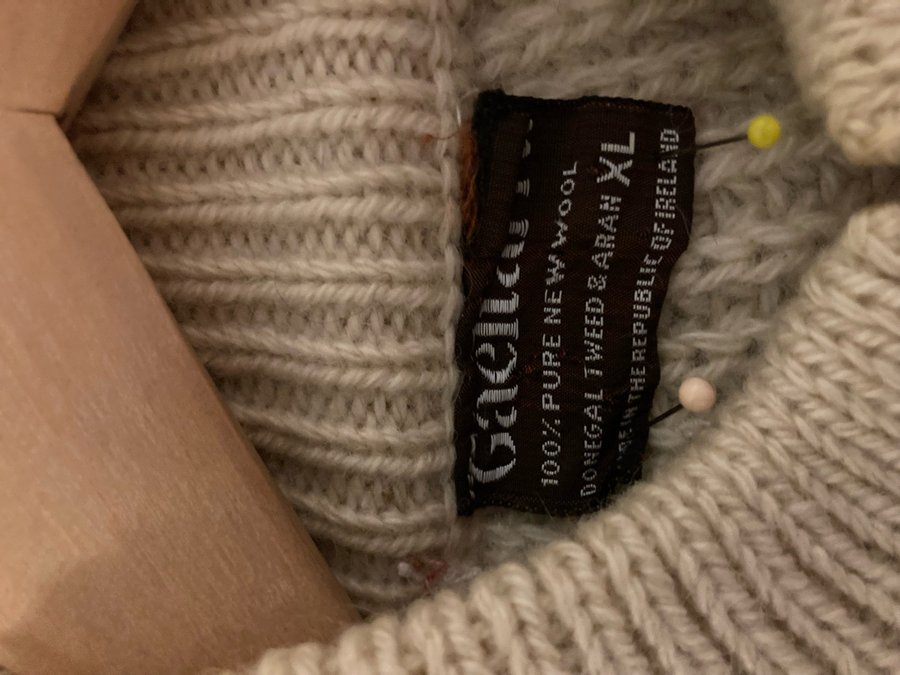 100% PURE NEW WOOL
DONEGAL TWEED & ARAN XL
IN THE REPUBLIC OF IRELAND